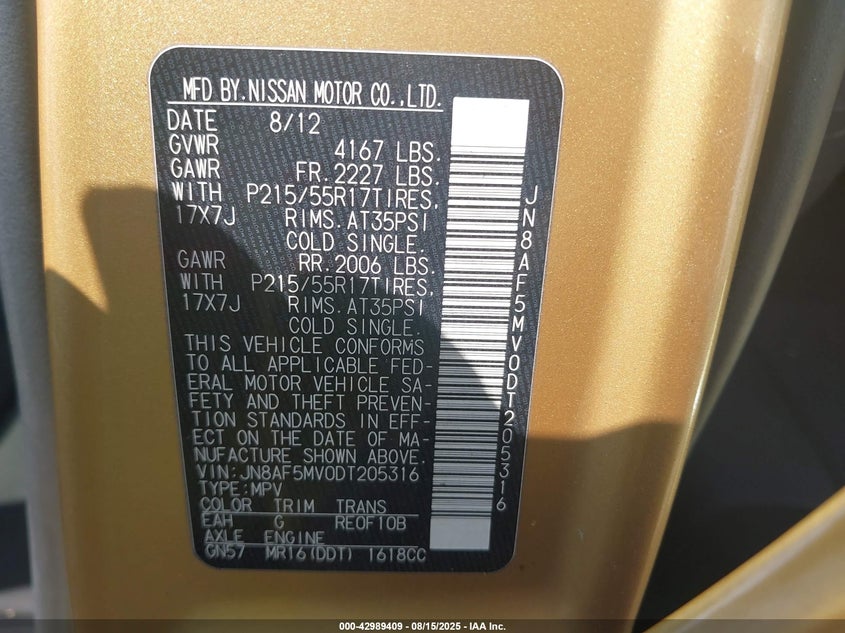 MFD BY.NISSAN MOTOR CO.,LTD.
DATE 8/12
GVWR 4167 LBS.
GAWR FR.2227 LBS.
WITH P215/55R17TIRES,
17X7J RIMS.AT35PSI
COLD SINGLE.
GAWR RR.2006 LBS.
WITH P215/55R17TIRES,
17X7J RIMS.AT35PSI
COLD SINGLE.
THIS VEHICLE CONFORMS
TO ALL APPLICABLE FED-
ERAL MOTOR VEHICLE SA-
FETY AND THEFT PREVEN-
TION STANDARDS IN EFF-
ECT ON THE DATE OF MA-
NUFACTURE SHOWN ABOVE.
VIN:JN8AF5MV0DT205316
TYPE:MPV
COLOR TRIM TRANS
EAH G RE0F10B
AXLE ENGINE
GN57 MR16(DDT) 1618CC
JN8AF5MV0DT205316
000-42989409 - 08/15/2025 - IAA Inc.